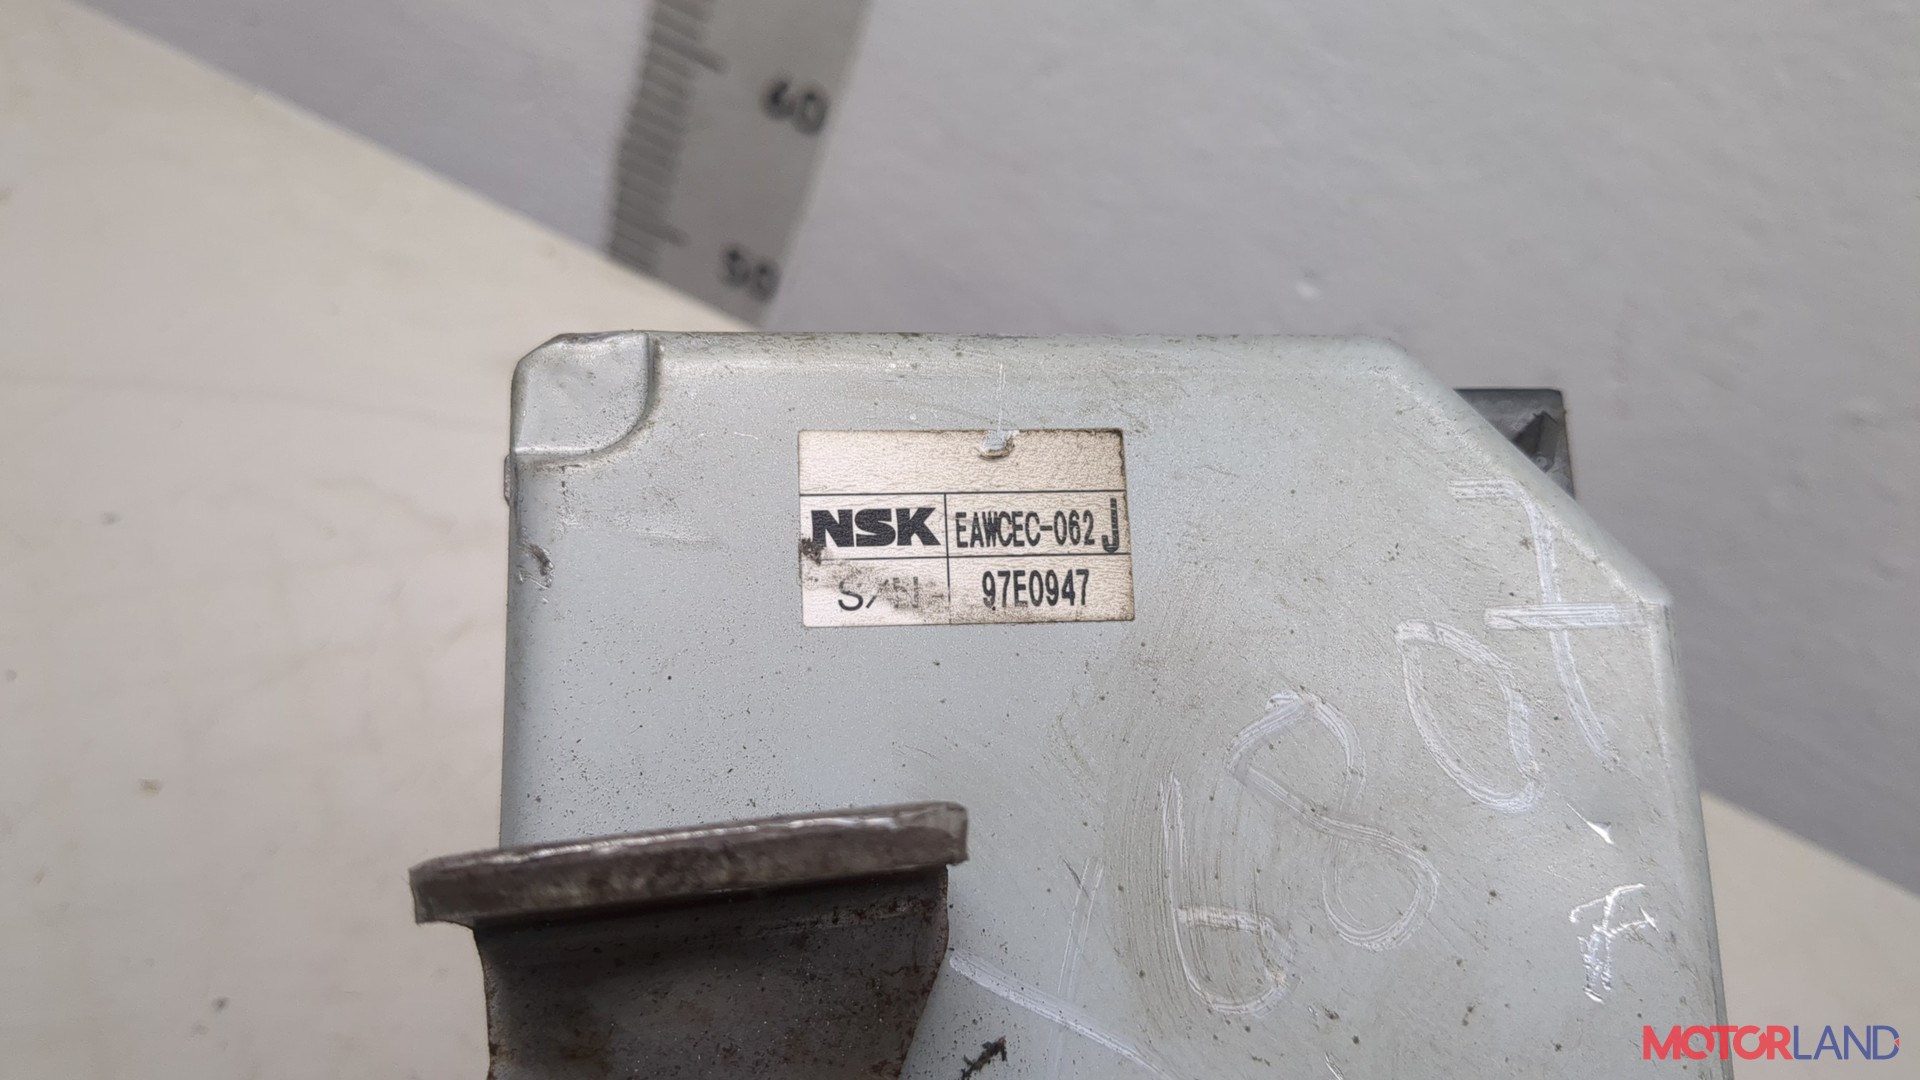 60
50
NSK EAWCEC-062 J
97E0947
MOTORLAND